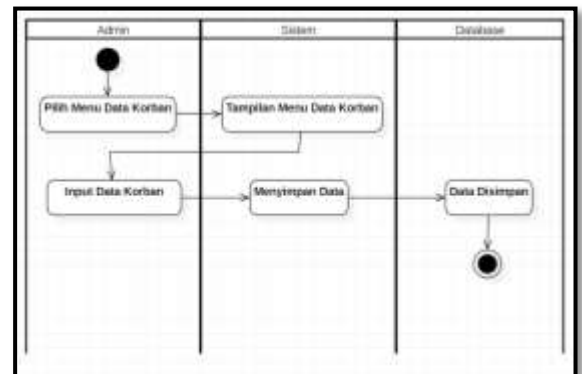 Admin
Sistem
Database
Pilih Menu Data Korban
Tampilan Menu Data Korban
Input Data Korban
Menyimpan Data
Data Disimpan